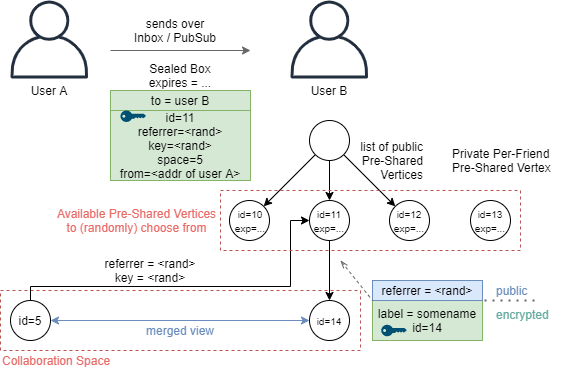 sends over
Inbox / PubSub
User A
User B
Sealed Box
expires = ...
to = user B
id=11
referrer=<rand>
key=<rand>
space=5
from=<addr of user A>
list of public
Pre-Shared
Vertices
Private Per-Friend
Pre-Shared Vertex
Available Pre-Shared Vertices
to (randomly) choose from
id=10
exp=...
id=11
exp=...
id=12
exp=...
id=13
exp=...
referrer = <rand>
key = <rand>
referrer = <rand>
public
label = somename
id=14
encrypted
id=5
merged view
id=14
Collaboration Space